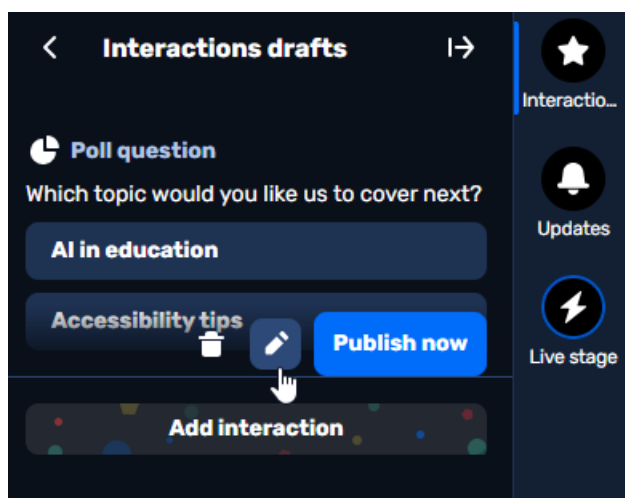 Interactions drafts
Poll question
Which topic would you like us to cover next?
AI in education
Accessibility tips
Publish now
Add interaction
Interactio...
Updates
Live stage